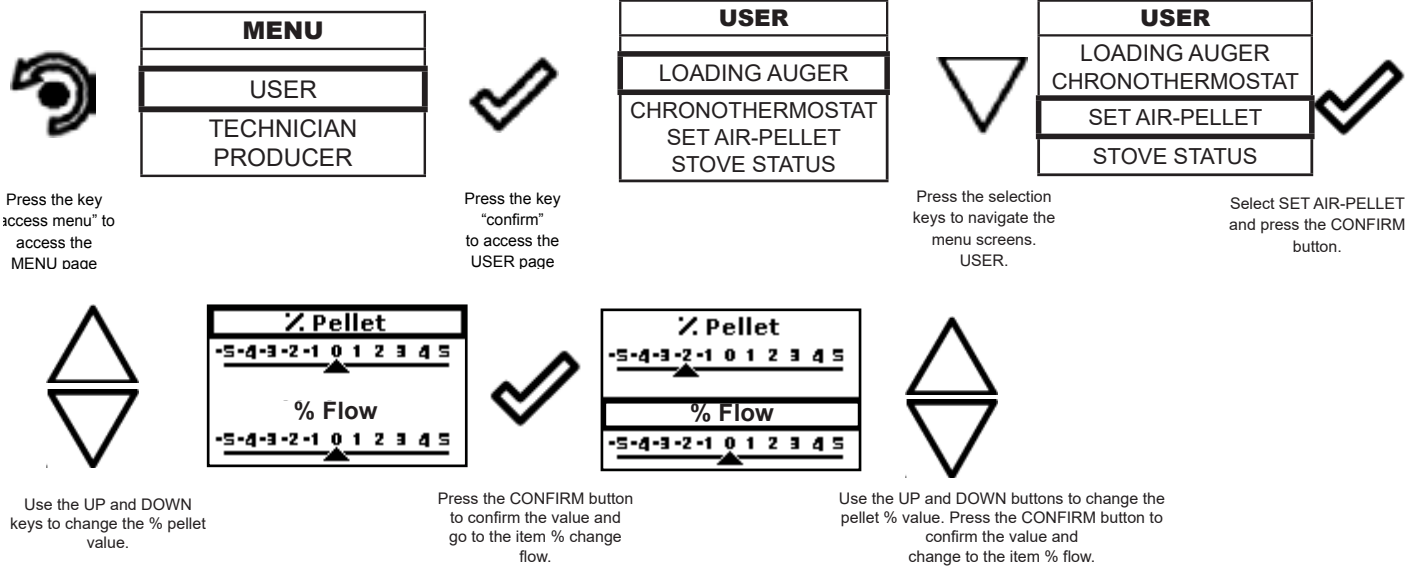 MENU
USER
TECHNICIAN
PRODUCER
USER
LOADING AUGER
CHRONOTHERMOSTAT
SET AIR-PELLET
STOVE STATUS
USER
LOADING AUGER
CHRONOTHERMOSTAT
SET AIR-PELLET
STOVE STATUS
Press the key
access menu” to
access the
MENU page
Press the key
“confirm”
to access the
USER page
Press the selection
keys to navigate the
menu screens.
USER.
Select SET AIR-PELLET
and press the CONFIRM
button.
% Pellet
-5-4-3-2-1 0 1 2 3 4 5
% Flow
-5-4-3-2-1 0 1 2 3 4 5
% Pellet
-5-4-3-2-1 0 1 2 3 4 5
% Flow
-5-4-3-2-1 0 1 2 3 4 5
Use the UP and DOWN
keys to change the % pellet
value.
Press the CONFIRM button
to confirm the value and
go to the item % change
flow.
Use the UP and DOWN buttons to change the
pellet % value. Press the CONFIRM button to
confirm the value and
change to the item % flow.